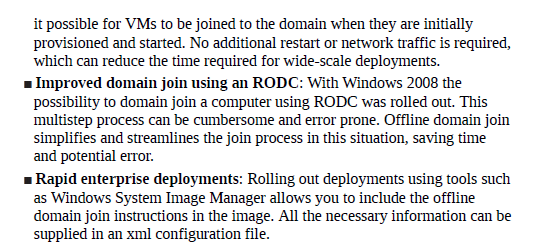 it possible for VMs to be joined to the domain when they are initially
provisioned and started. No additional restart or network traffic is required,
which can reduce the time required for wide-scale deployments.
■ Improved domain join using an RODC: With Windows 2008 the
possibility to domain join a computer using RODC was rolled out. This
multistep process can be cumbersome and error prone. Offline domain join
simplifies and streamlines the join process in this situation, saving time
and potential error.
■ Rapid enterprise deployments: Rolling out deployments using tools such
as Windows System Image Manager allows you to include the offline
domain join instructions in the image. All the necessary information can be
supplied in an xml configuration file.